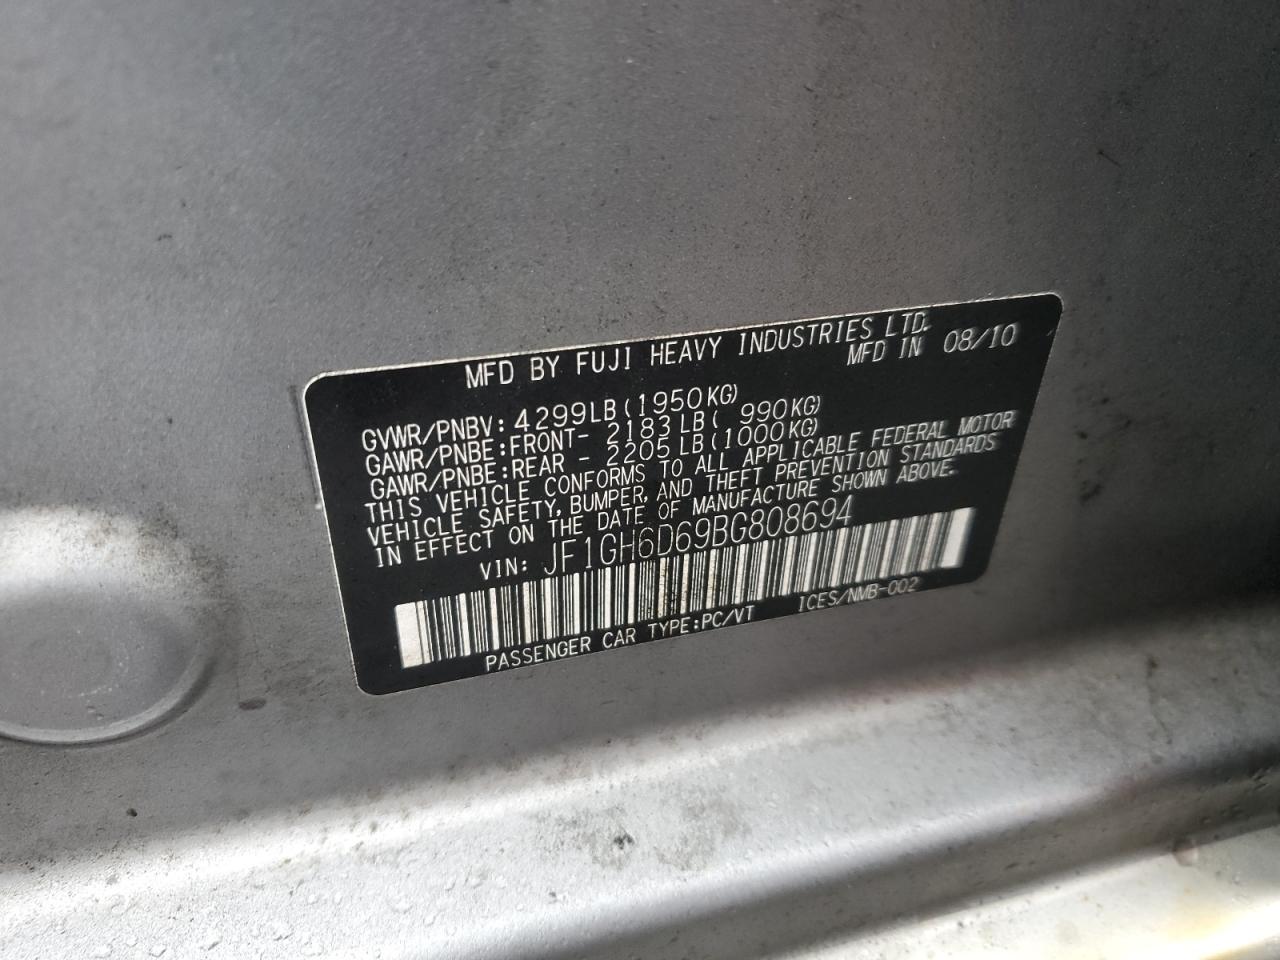 MFD BY FUJI HEAVY INDUSTRIES LTD.
MFD IN 08/10
GVWR/PNBV: 4299LB (1950KG)
GAWR/PNBE:FRONT- 2183LB( 990KG)
GAWR/PNBE:REAR - 2205LB(1000KG)
THIS VEHICLE CONFORMS TO ALL APPLICABLE FEDERAL MOTOR
VEHICLE SAFETY, BUMPER, AND THEFT PREVENTION STANDARDS
IN EFFECT ON THE DATE OF MANUFACTURE SHOWN ABOVE.
VIN: JF1GH6D69BG808694
PASSENGER CAR TYPE:PC/VT ICES/NMB-002